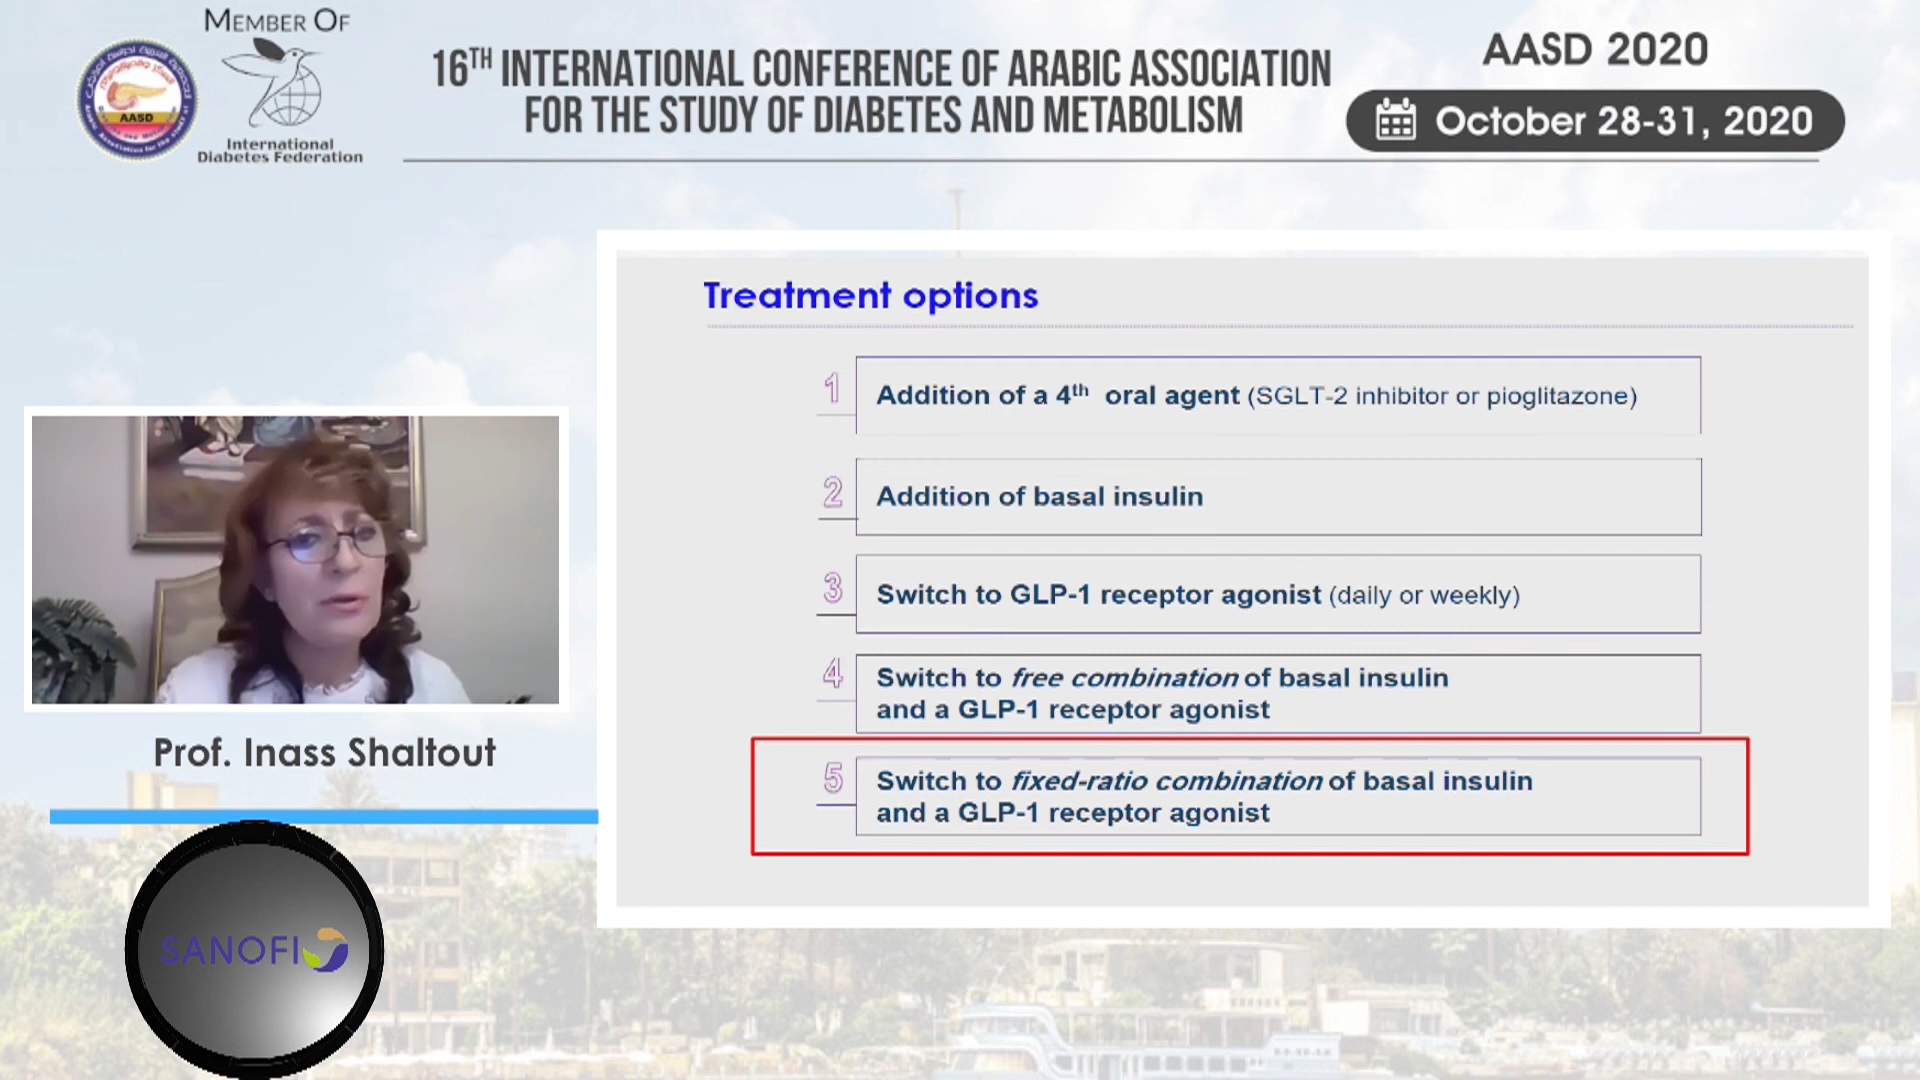 MEMBER OF
AASD
International
Diabetes Federation
16TH INTERNATIONAL CONFERENCE OF ARABIC ASSOCIATION
FOR THE STUDY OF DIABETES AND METABOLISM
AASD 2020
October 28-31, 2020
Treatment options
1 Addition of a 4th oral agent (SGLT-2 inhibitor or pioglitazone)
2 Addition of basal insulin
3 Switch to GLP-1 receptor agonist (daily or weekly)
4 Switch to free combination of basal insulin
and a GLP-1 receptor agonist
5 Switch to fixed-ratio combination of basal insulin
and a GLP-1 receptor agonist
Prof. Inass Shaltout
SANOFI